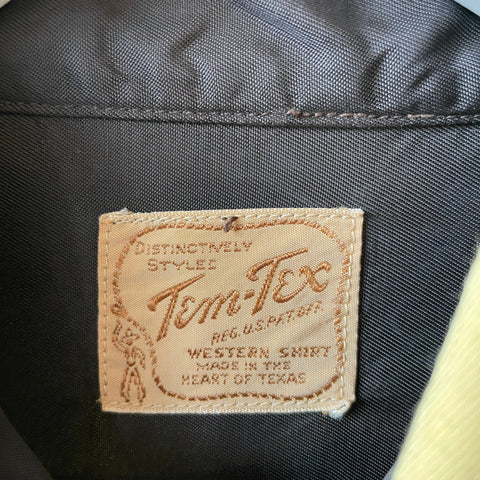 DISTINCTIVELY
STYLED
Tem-Tex
REG. U.S. PAT. OFF.
WESTERN SHIRT
MADE IN THE
HEART OF TEXAS